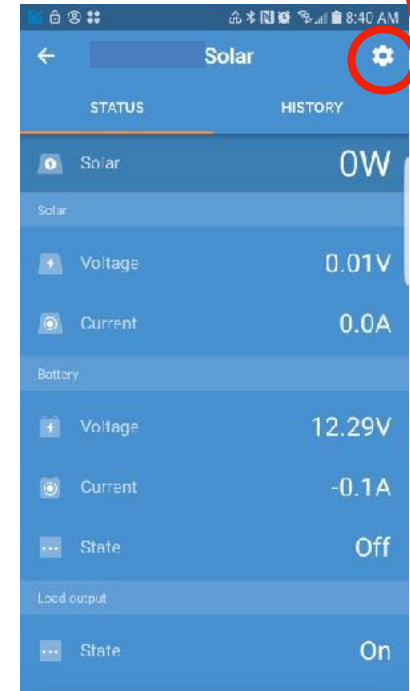 8:40 AM
Solar
STATUS HISTORY
Solar 0W
Solar
Voltage 0.01V
Current 0.0A
Battery
Voltage 12.29V
Current -0.1A
State Off
Load output
State On